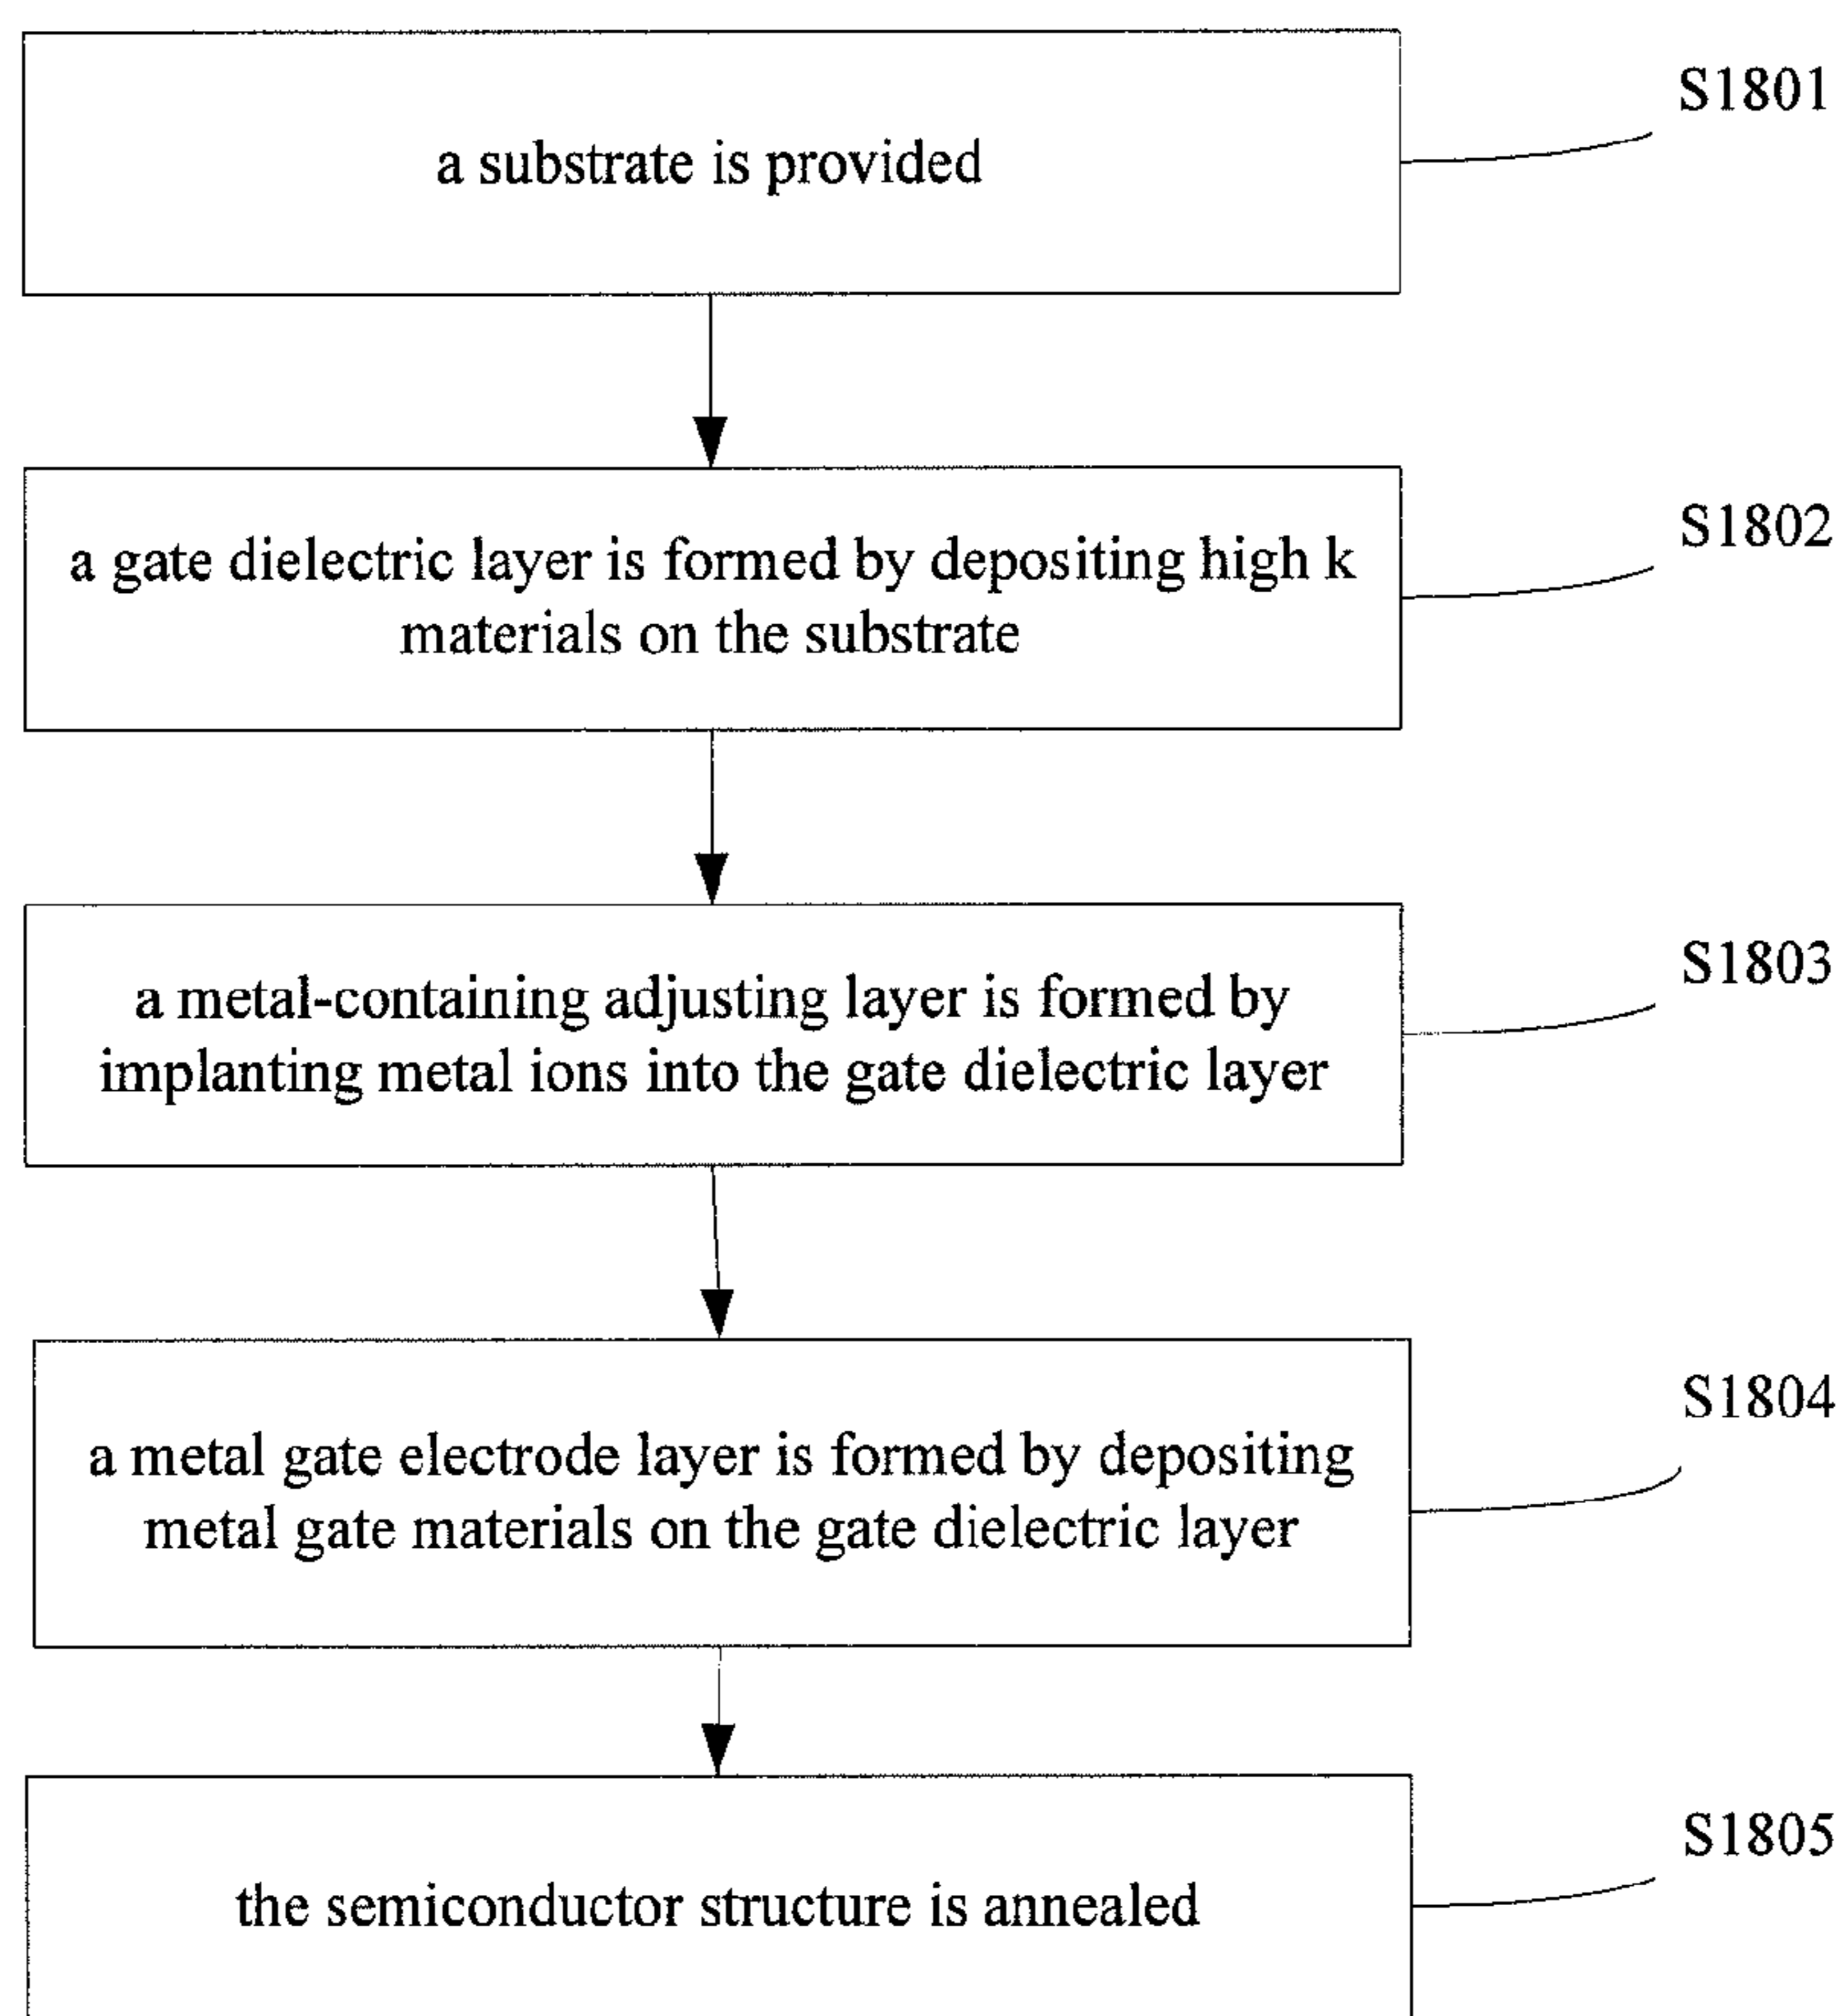 S1801
a substrate is provided
S1802
a gate dielectric layer is formed by depositing high k
materials on the substrate
S1803
a metal-containing adjusting layer is formed by
implanting metal ions into the gate dielectric layer
S1804
a metal gate electrode layer is formed by depositing
metal gate materials on the gate dielectric layer
S1805
the semiconductor structure is annealed